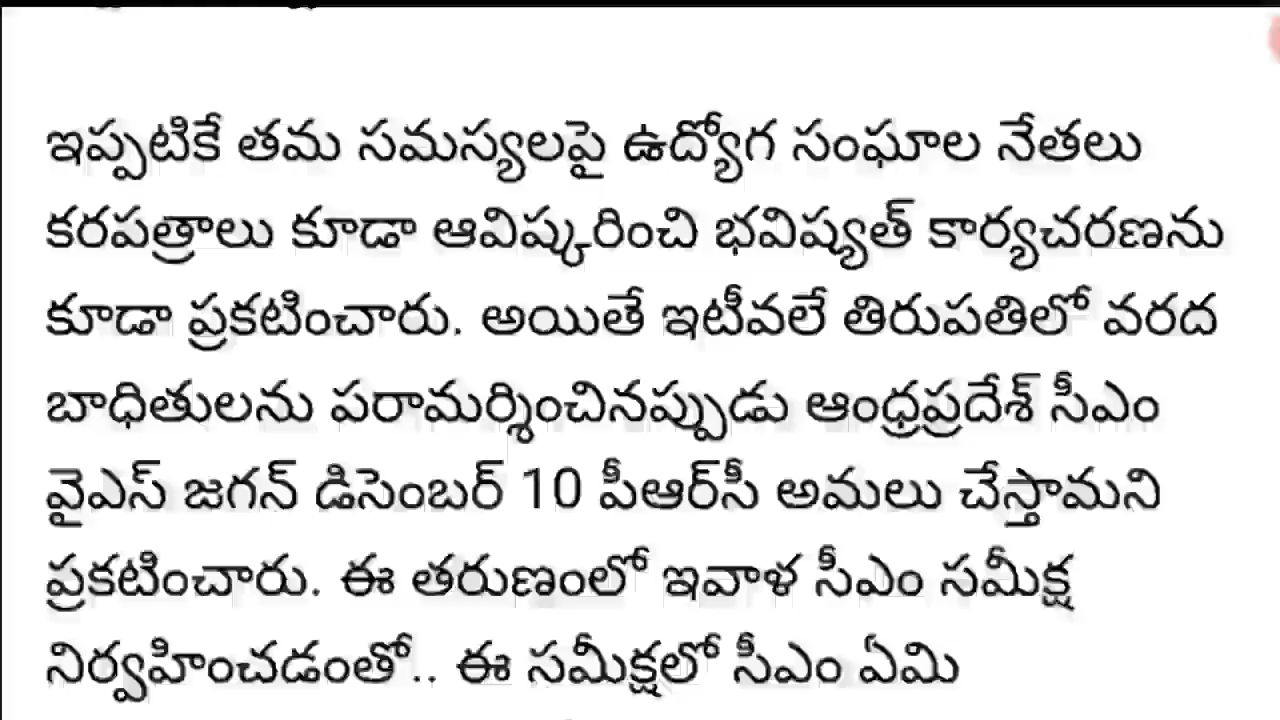 ఇప్పటికే తమ సమస్యలపై ఉద్యోగ సంఘాల నేతలు
కరపత్రాలు కూడా ఆవిష్కరించి భవిష్యత్ కార్యచరణను
కూడా ప్రకటించారు. అయితే ఇటీవలే తిరుపతిలో వరద
బాధితులను పరామర్శించినప్పుడు ఆంధ్రప్రదేశ్ సీఎం
వైఎస్ జగన్ డిసెంబర్ 10 పీఆర్‌సీ అమలు చేస్తామని
ప్రకటించారు. ఈ తరుణంలో ఇవాళ సీఎం సమీక్ష
నిర్వహించడంతో.. ఈ సమీక్షలో సీఎం ఏమి